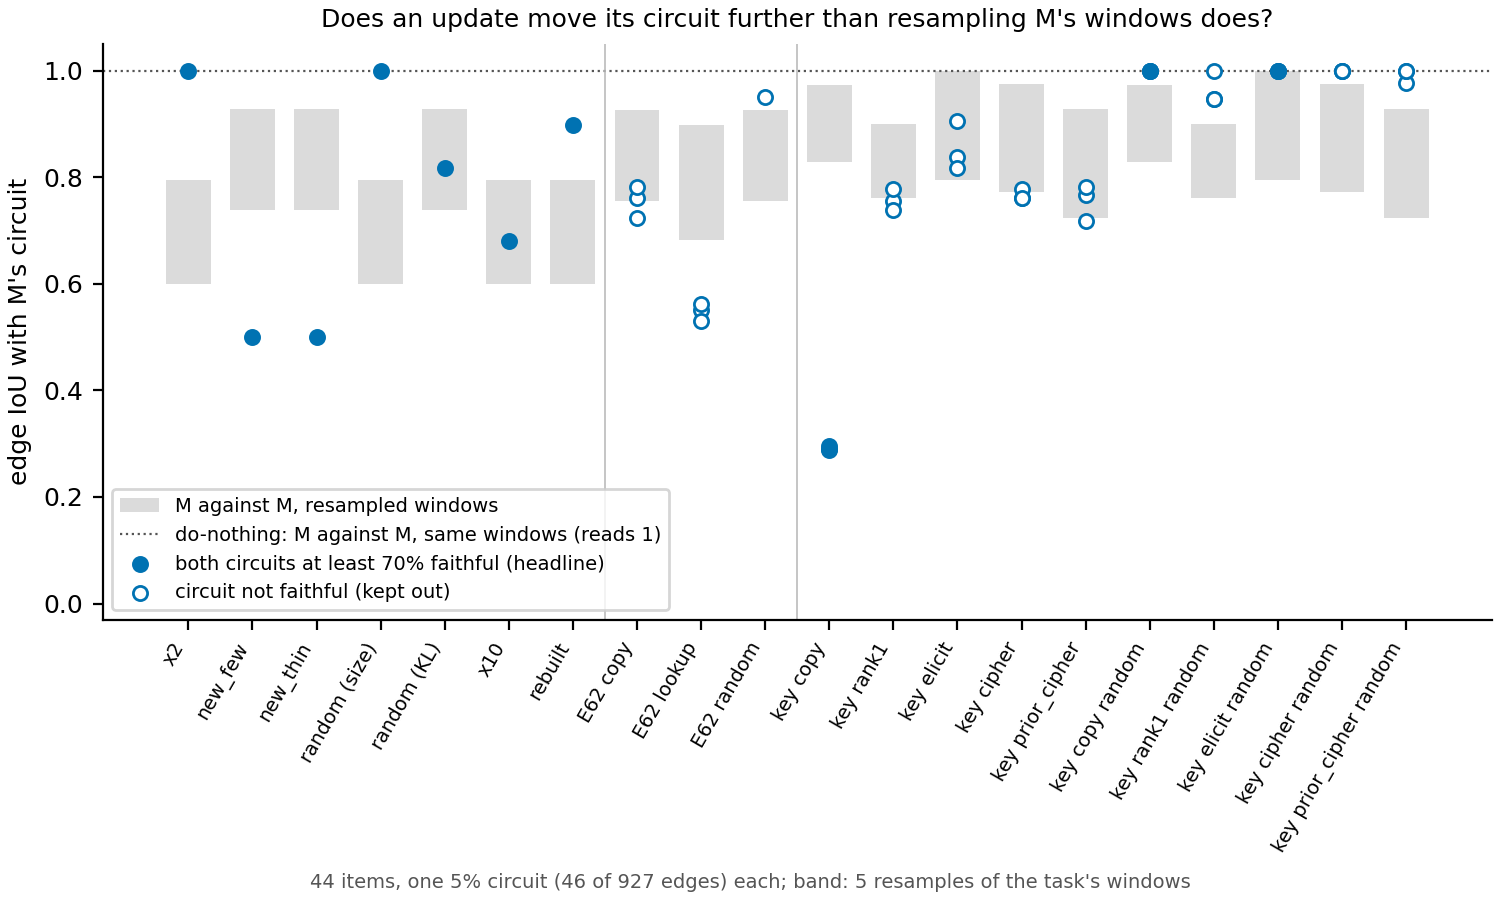 Does an update move its circuit further than resampling M's windows does?
edge IoU with M's circuit
1.0
0.8
0.6
0.4
0.2
0.0
M against M, resampled windows
do-nothing: M against M, same windows (reads 1)
both circuits at least 70% faithful (headline)
circuit not faithful (kept out)
x2
new_few
new_thin
random (size)
random (KL)
x10
rebuilt
E62 copy
E62 lookup
E62 random
key copy
key rank1
key elicit
key cipher
key prior_cipher
key copy random
key rank1 random
key elicit random
key cipher random
key prior_cipher random
44 items, one 5% circuit (46 of 927 edges) each; band: 5 resamples of the task's windows